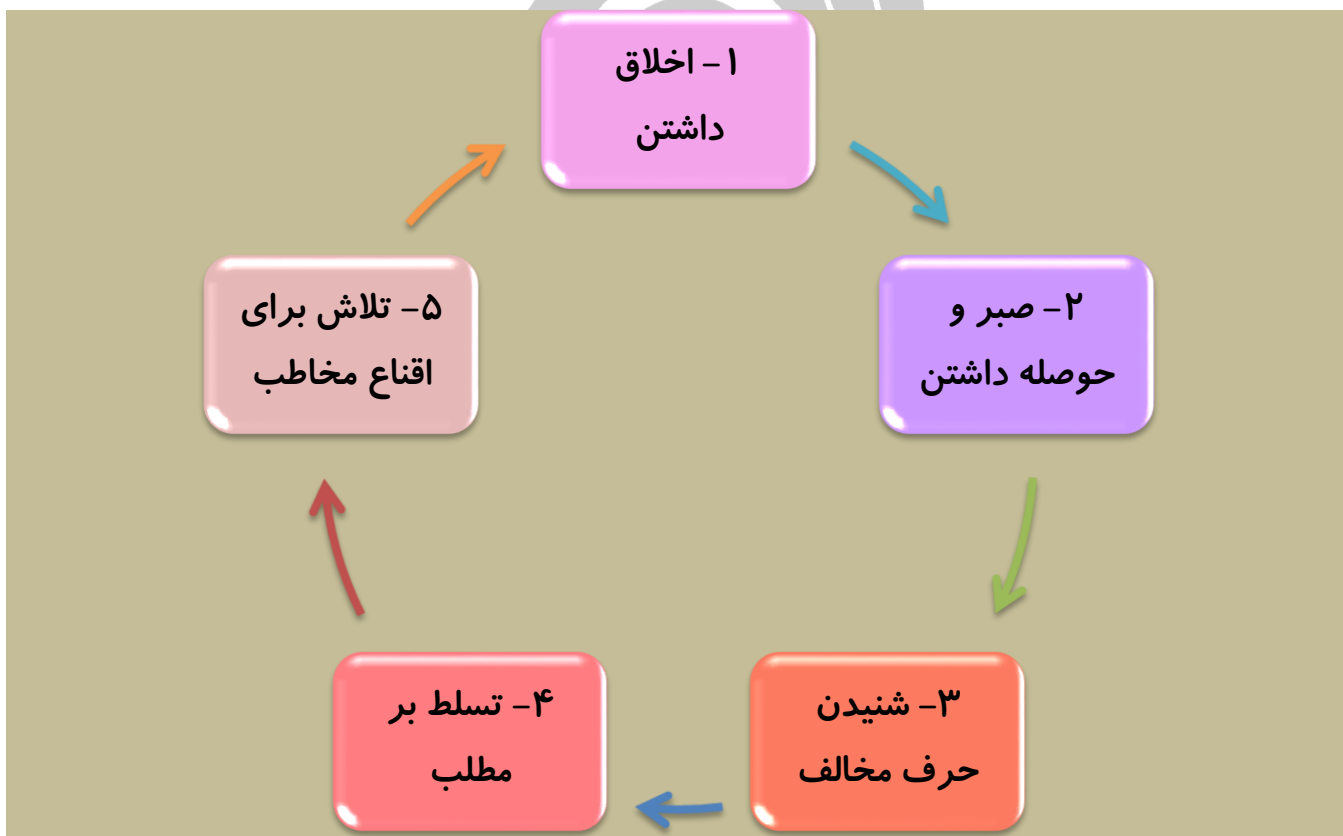 ۱- اخلاق
داشتن
۲- صبر و
حوصله داشتن
۳- شنیدن
حرف مخالف
۴- تسلط بر
مطلب
۵- تلاش برای
اقناع مخاطب